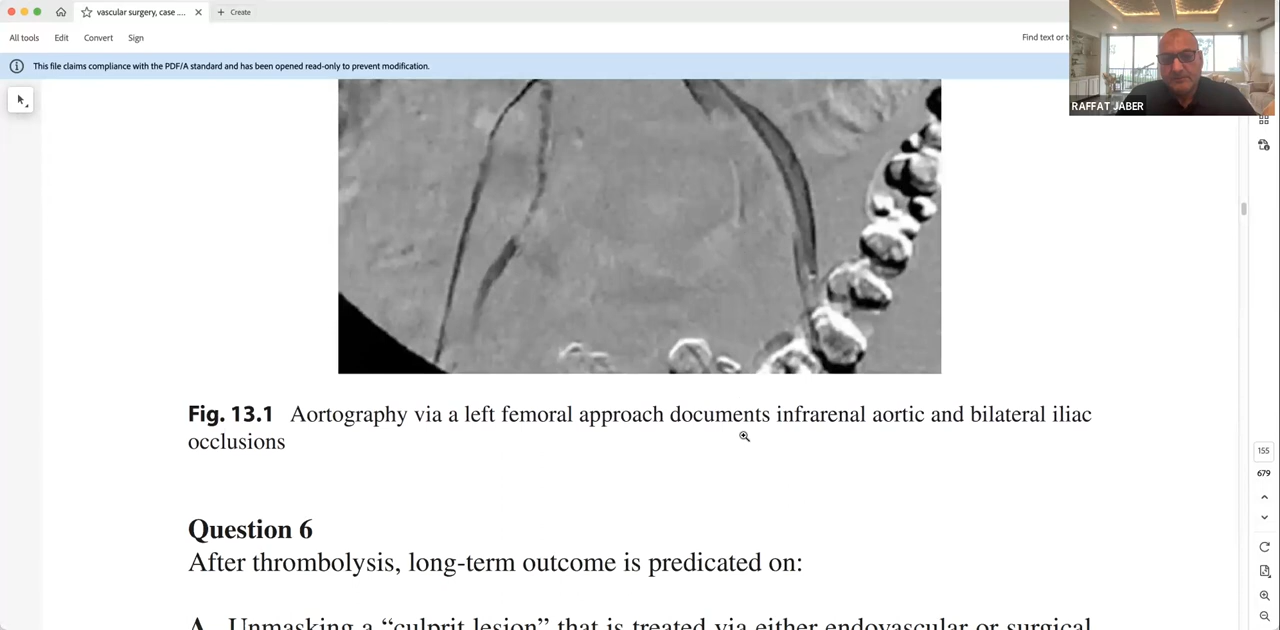 vascular surgery, case ....
+ Create
All tools Edit Convert Sign
Find text or t
This file claims compliance with the PDF/A standard and has been opened read-only to prevent modification.
RAFFAT JABER
Fig. 13.1 Aortography via a left femoral approach documents infrarenal aortic and bilateral iliac
occlusions
155
679
Question 6
After thrombolysis, long-term outcome is predicated on:
A Unmasking a “culprit lesion” that is treated via either endovascular or surgical